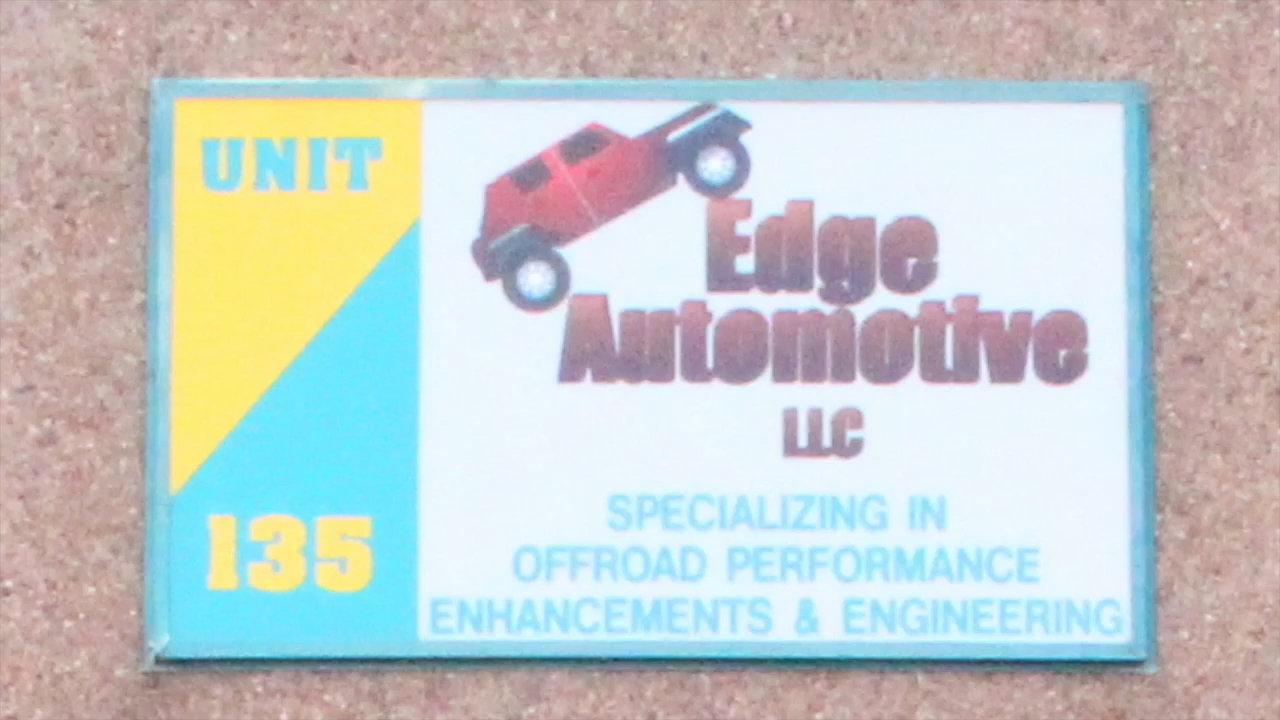 UNIT
135
Edge
Automotive
LLC
SPECIALIZING IN
OFFROAD PERFORMANCE
ENHANCEMENTS & ENGINEERING